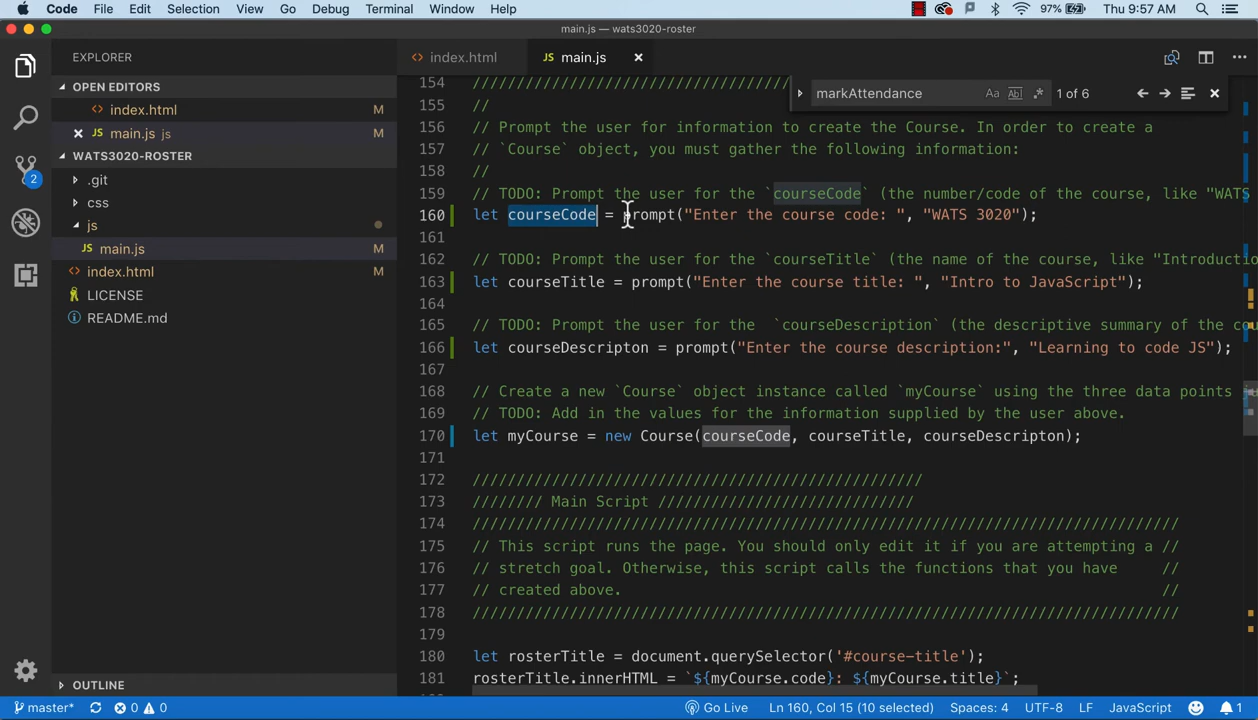 Code File Edit Selection View Go Debug Terminal Window Help 97% Thu 9:57 AM
main.js — wats3020-roster
EXPLORER
OPEN EDITORS
index.html M
main.js js M
WATS3020-ROSTER
.git
css
js
JS main.js M
index.html M
LICENSE
README.md
OUTLINE
2
index.html
JS main.js
markAttendance Aa Abl .* 1 of 6
154 ////////////////////////////////////
155 //
156 // Prompt the user for information to create the Course. In order to create a
157 // `Course` object, you must gather the following information:
158 //
159 // TODO: Prompt the user for the `courseCode` (the number/code of the course, like "WATS
160 let courseCode = prompt("Enter the course code: ", "WATS 3020");
161
162 // TODO: Prompt the user for the `courseTitle` (the name of the course, like "Introductio
163 let courseTitle = prompt("Enter the course title: ", "Intro to JavaScript");
164
165 // TODO: Prompt the user for the  `courseDescription` (the descriptive summary of the cou
166 let courseDescripton = prompt("Enter the course description:", "Learning to code JS");
167
168 // Create a new `Course` object instance called `myCourse` using the three data points
169 // TODO: Add in the values for the information supplied by the user above.
170 let myCourse = new Course(courseCode, courseTitle, courseDescripton);
171
172 ///////////////////////////////////////////////////
173 //////// Main Script /////////////////////////////
174 ////////////////////////////////////////////////////////////////////////////////
175 // This script runs the page. You should only edit it if you are attempting a //
176 // stretch goal. Otherwise, this script calls the functions that you have     //
177 // created above.                                                             //
178 ////////////////////////////////////////////////////////////////////////////////
179
180 let rosterTitle = document.querySelector('#course-title');
181 rosterTitle.innerHTML = `${myCourse.code}: ${myCourse.title}`;
master* 0 0 Go Live Ln 160, Col 15 (10 selected) Spaces: 4 UTF-8 LF JavaScript 1